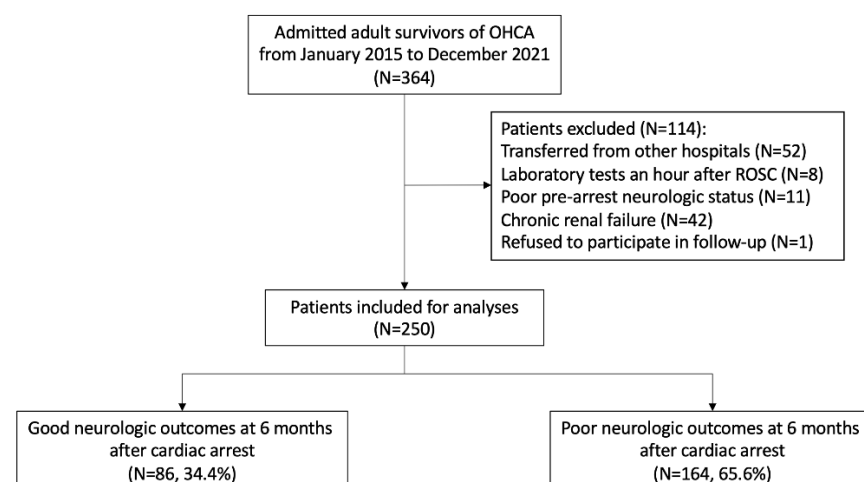 Admitted adult survivors of OHCA
from January 2015 to December 2021
(N=364)
Patients excluded (N=114):
Transferred from other hospitals (N=52)
Laboratory tests an hour after ROSC (N=8)
Poor pre-arrest neurologic status (N=11)
Chronic renal failure (N=42)
Refused to participate in follow-up (N=1)
Patients included for analyses
(N=250)
Good neurologic outcomes at 6 months
after cardiac arrest
(N=86, 34.4%)
Poor neurologic outcomes at 6 months
after cardiac arrest
(N=164, 65.6%)